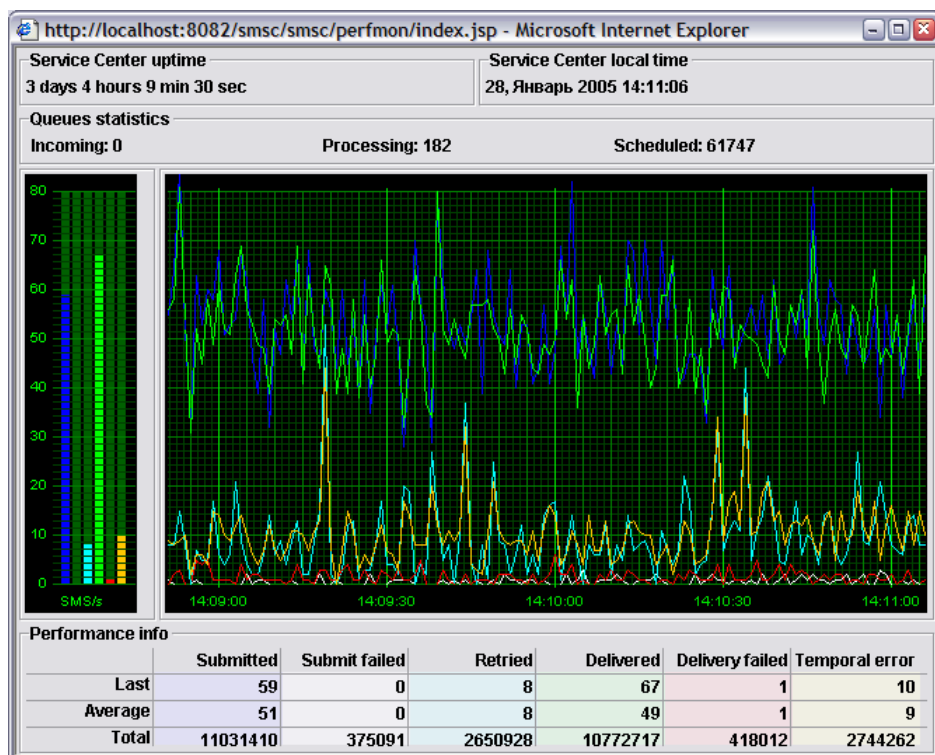 http://localhost:8082/smsc/smsc/perfmon/index.jsp - Microsoft Internet Explorer
Service Center uptime
3 days 4 hours 9 min 30 sec
Service Center local time
28, Январь 2005 14:11:06
Queues statistics
Incoming: 0 Processing: 182 Scheduled: 61747
80
70
60
50
40
30
20
10
0
SMS/s
14:09:00 14:09:30 14:10:00 14:10:30 14:11:00
Performance info
Submitted Submit failed Retried Delivered Delivery failed Temporal error
Last 59 0 8 67 1 10
Average 51 0 8 49 1 9
Total 11031410 375091 2650928 10772717 418012 2744262